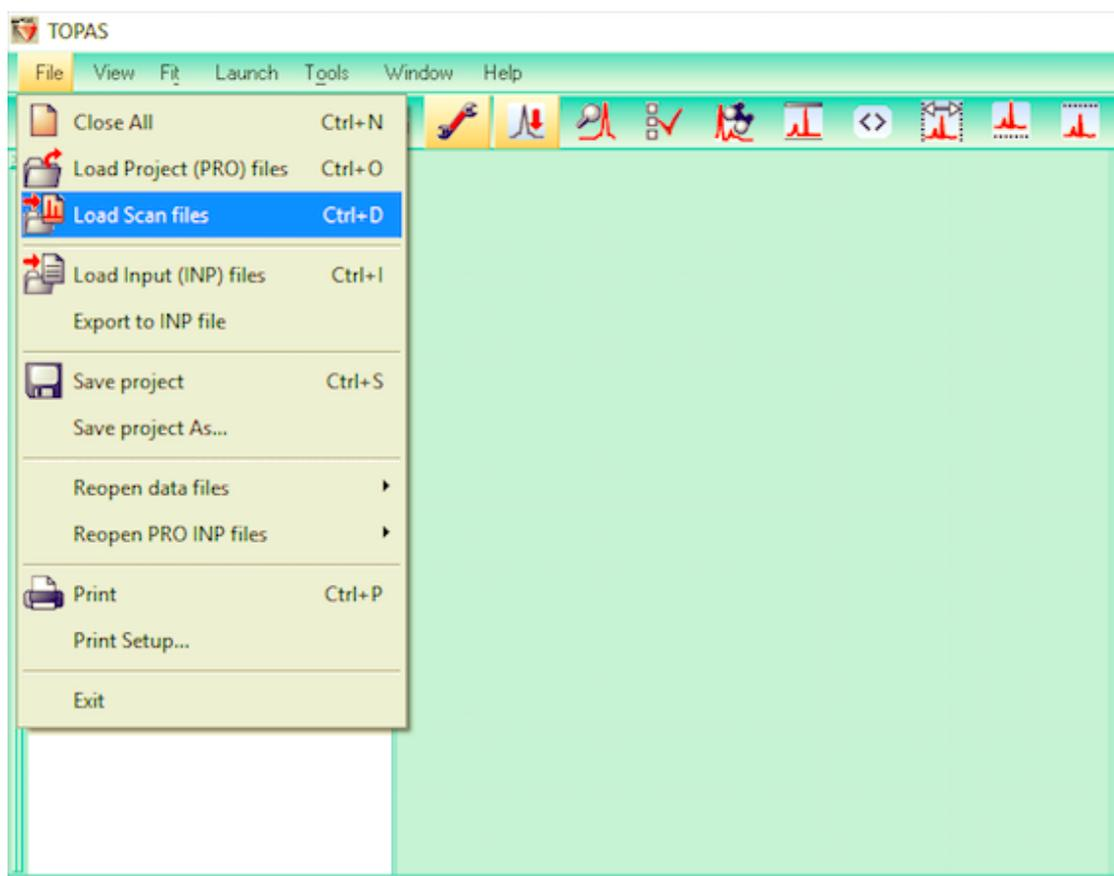 TOPAS
File View Fit Launch Tools Window Help
Close All Ctrl+N
Load Project (PRO) files Ctrl+O
Load Scan files Ctrl+D
Load Input (INP) files Ctrl+I
Export to INP file
Save project Ctrl+S
Save project As...
Reopen data files
Reopen PRO INP files
Print Ctrl+P
Print Setup...
Exit